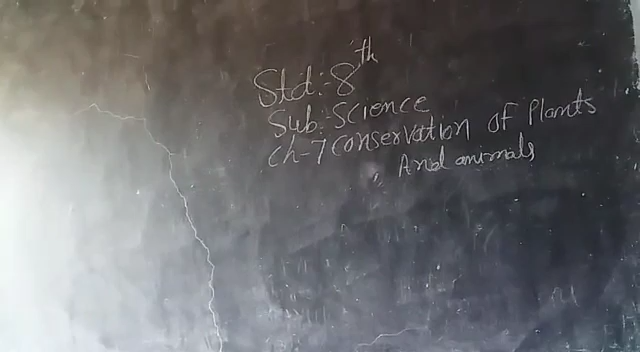 Std:-8th
Sub:-Science
Ch-7 Conservation of Plants
And animals